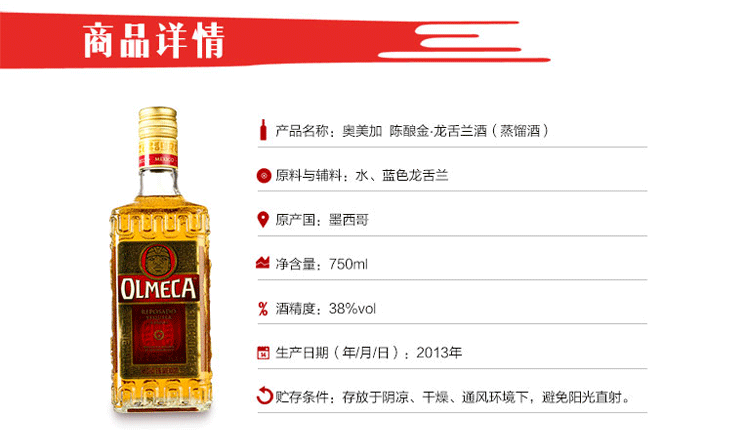 商品详情
产品名称：奥美加 陈酿金·龙舌兰酒（蒸馏酒）
原料与辅料：水、蓝色龙舌兰
原产国：墨西哥
净含量：750ml
酒精度：38%vol
生产日期（年/月/日）：2013年
贮存条件：存放于阴凉、干燥、通风环境下，避免阳光直射。
MEXICO
OLMECA
REPOSADO
TEQUILA